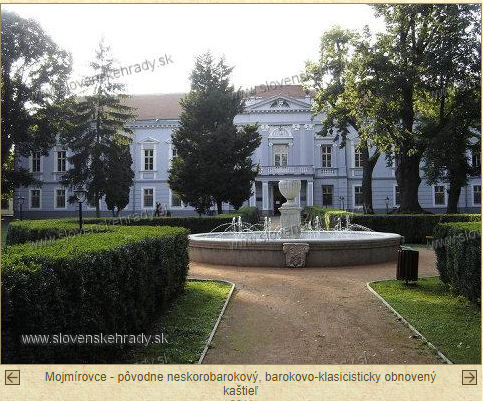 www.slovenskehrady.sk
Mojmírovce - pôvodne neskorobarokový, barokovo-klasicisticky obnovený
kaštieľ